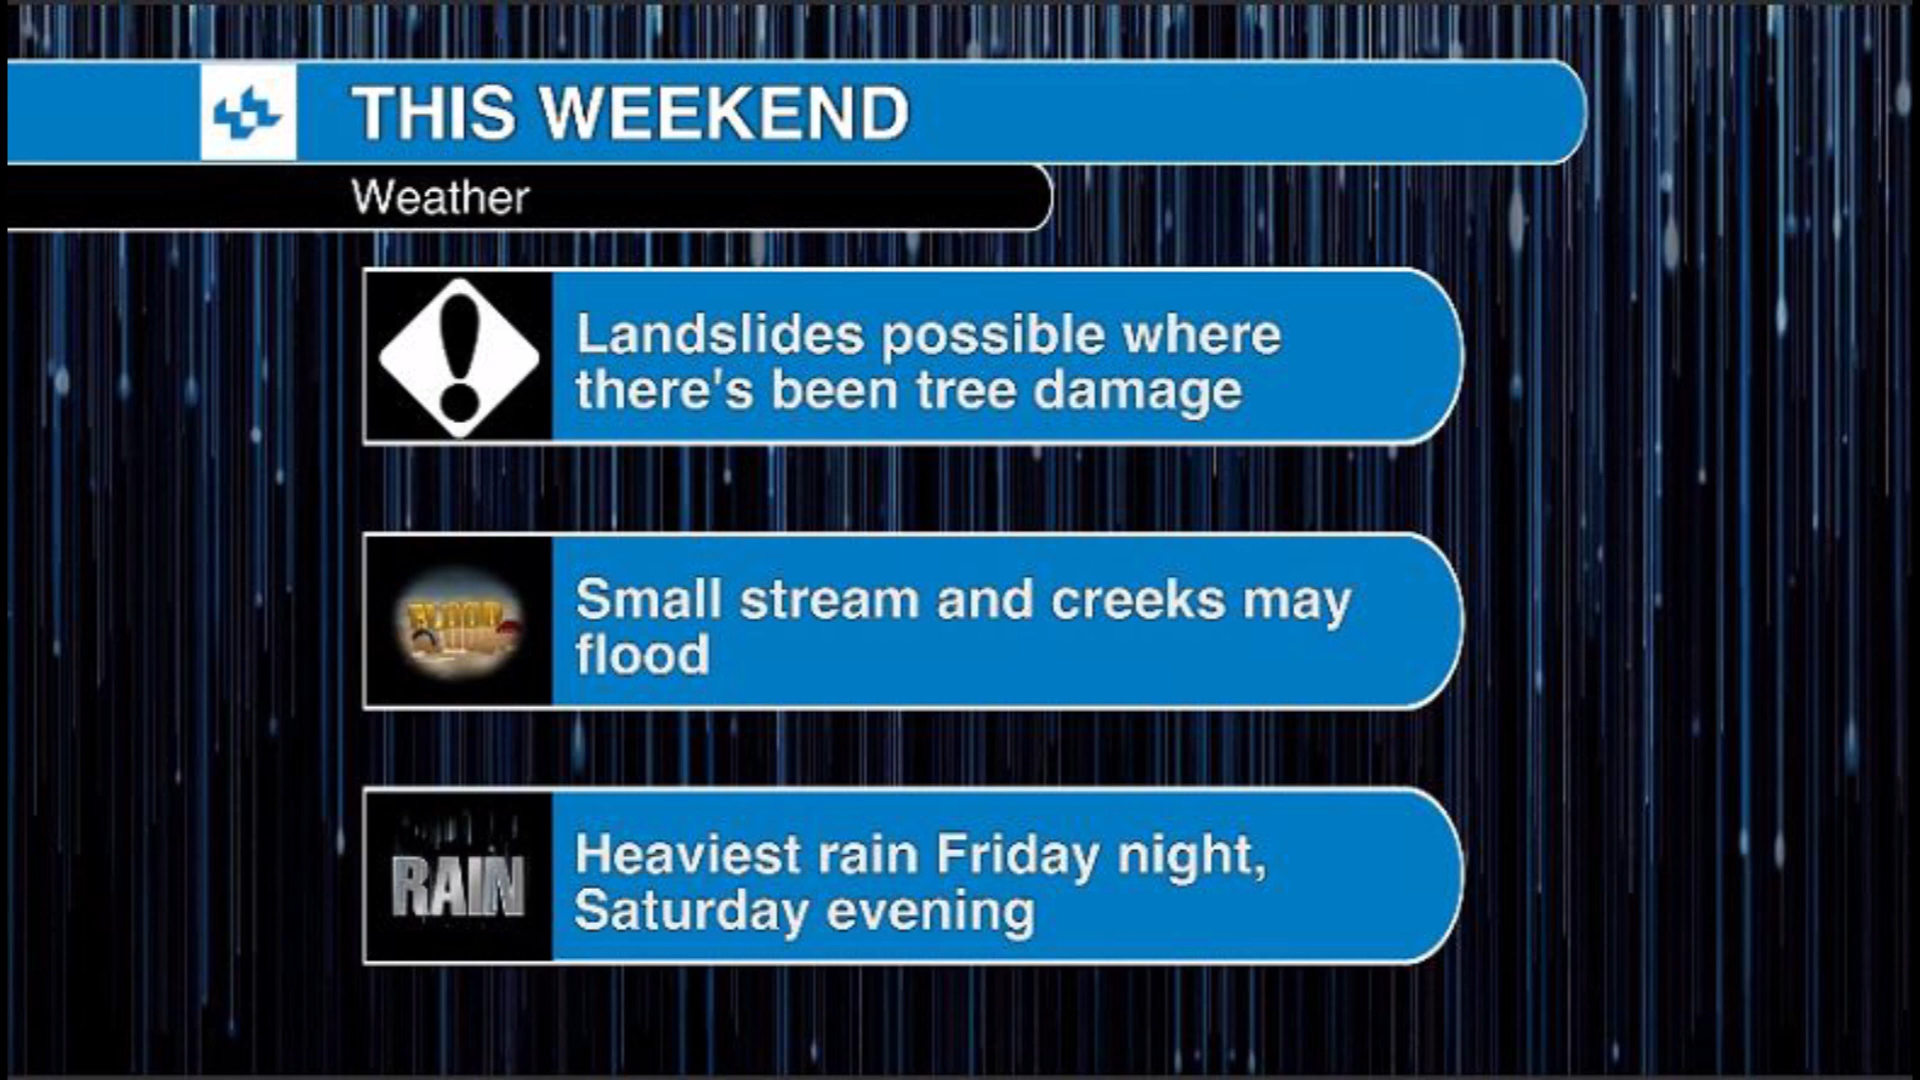 THIS WEEKEND
Weather
Landslides possible where
there's been tree damage
FLOOD
Small stream and creeks may
flood
RAIN
Heaviest rain Friday night,
Saturday evening